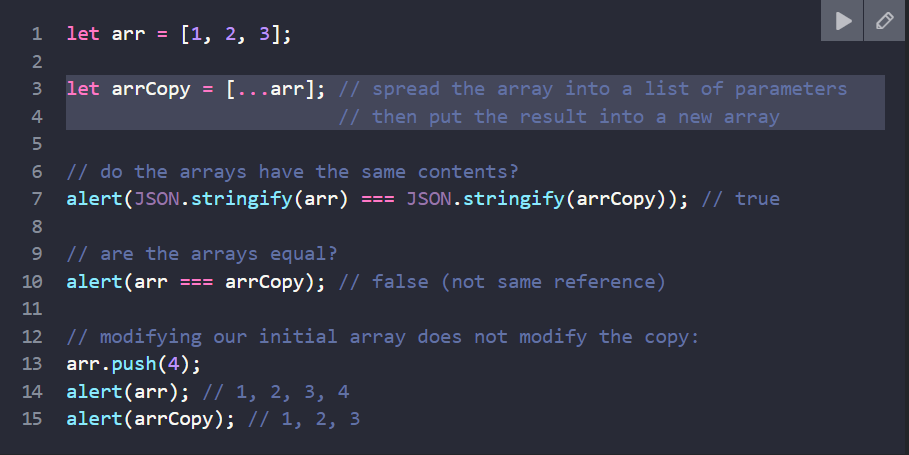 1 let arr = [1, 2, 3];
2
3 let arrCopy = [...arr]; // spread the array into a list of parameters
4                         // then put the result into a new array
5
6 // do the arrays have the same contents?
7 alert(JSON.stringify(arr) === JSON.stringify(arrCopy)); // true
8
9 // are the arrays equal?
10 alert(arr === arrCopy); // false (not same reference)
11
12 // modifying our initial array does not modify the copy:
13 arr.push(4);
14 alert(arr); // 1, 2, 3, 4
15 alert(arrCopy); // 1, 2, 3